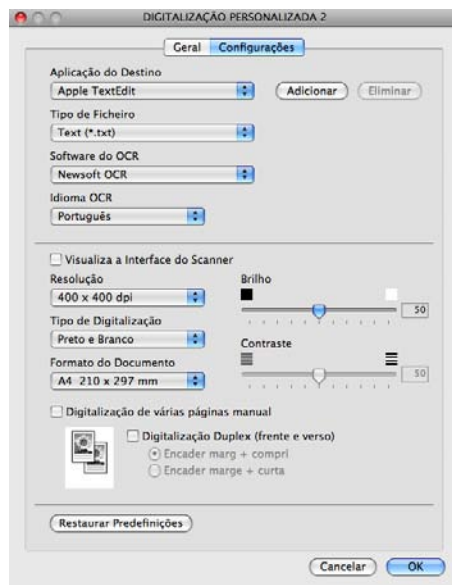 DIGITALIZAÇÃO PERSONALIZADA 2
Geral Configurações
Aplicação do Destino
Apple TextEdit Adicionar Eliminar
Tipo de Ficheiro
Text (*.txt)
Software do OCR
Newsoft OCR
Idioma OCR
Português
Visualiza a Interface do Scanner
Resolução Brilho
400 x 400 dpi 50
Tipo de Digitalização
Preto e Branco Contraste
Formato do Documento
A4 210 x 297 mm 50
Digitalização de várias páginas manual
Digitalização Duplex (frente e verso)
Encader marg + compri
Encader marge + curta
Restaurar Predefinições
Cancelar OK